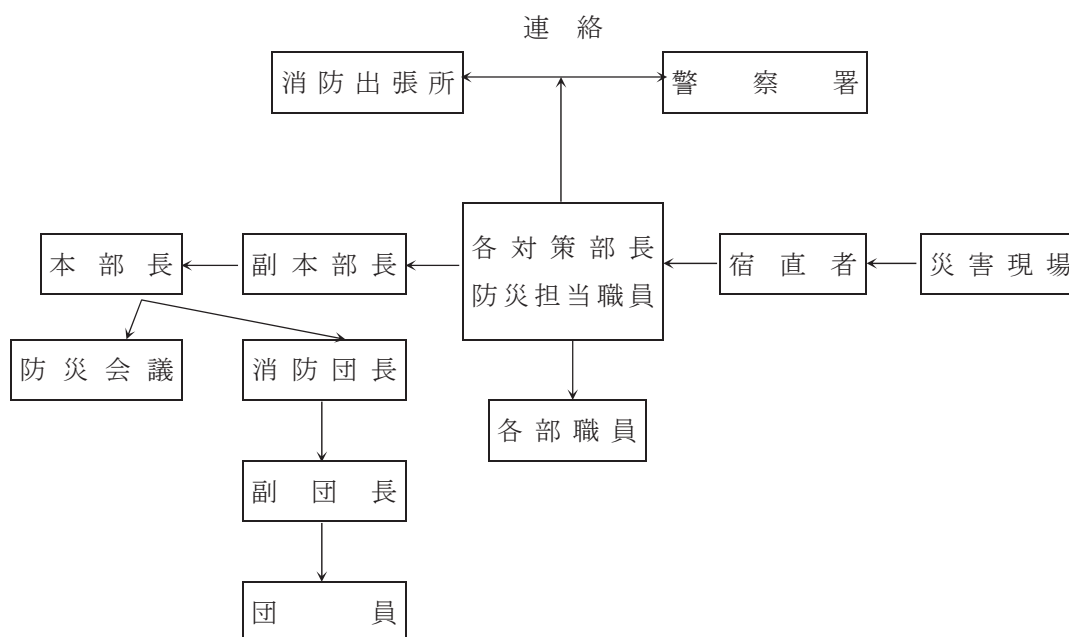 連絡
消防出張所
警察署
各対策部長
防災担当職員
本部長
副本部長
宿直者
災害現場
防災会議
消防団長
各部職員
副団長
団員